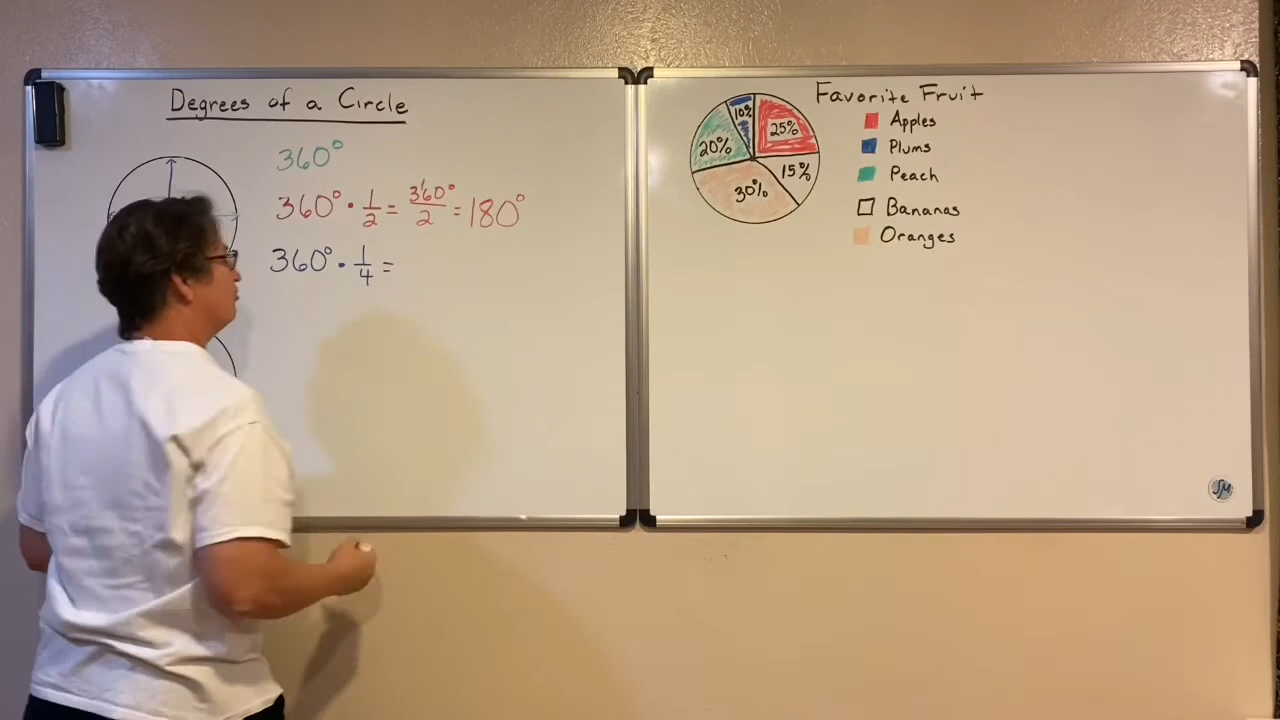 Degrees of a Circle
360°
360° · 1/2 = 360°/2 = 180°
360° · 1/4 =
Favorite Fruit
10%
25%
20%
15%
30%
Apples
Plums
Peach
Bananas
Oranges
SM